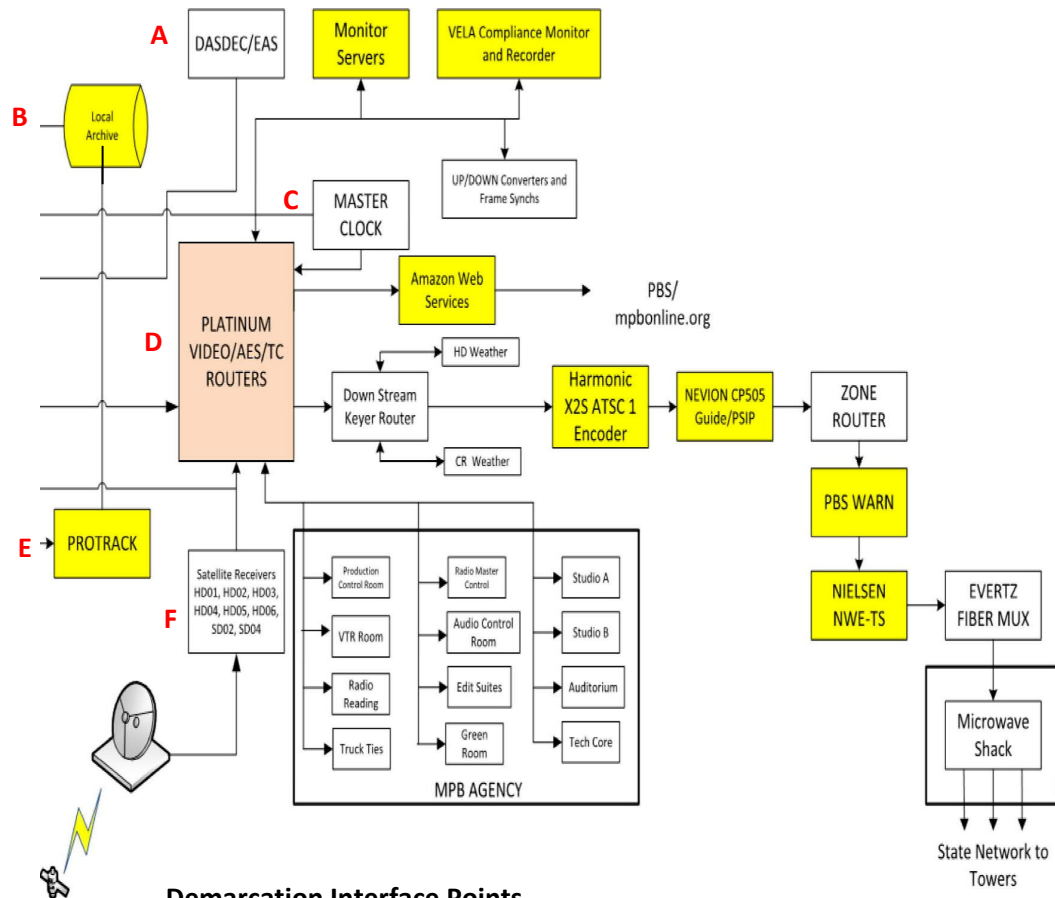 A
DASDEC/EAS
Monitor
Servers
VELA Compliance Monitor
and Recorder
B
Local
Archive
UP/DOWN Converters and
Frame Synchs
C
MASTER
CLOCK
Amazon Web
Services
PBS/
mpbonline.org
D
PLATINUM
VIDEO/AES/TC
ROUTERS
HD Weather
Down Stream
Keyer Router
CR Weather
Harmonic
X2S ATSC 1
Encoder
NEVION CP505
Guide/PSIP
ZONE
ROUTER
PBS WARN
NIELSEN
NWE-TS
EVERTZ
FIBER MUX
Microwave
Shack
State Network to
Towers
E
PROTRACK
F
Satellite Receivers
HD01, HD02, HD03,
HD04, HD05, HD06,
SD02, SD04
Production
Control Room
VTR Room
Radio
Reading
Truck Ties
Radio Master
Control
Audio Control
Room
Edit Suites
Green
Room
Studio A
Studio B
Auditorium
Tech Core
MPB AGENCY
Demarcation Interface Points